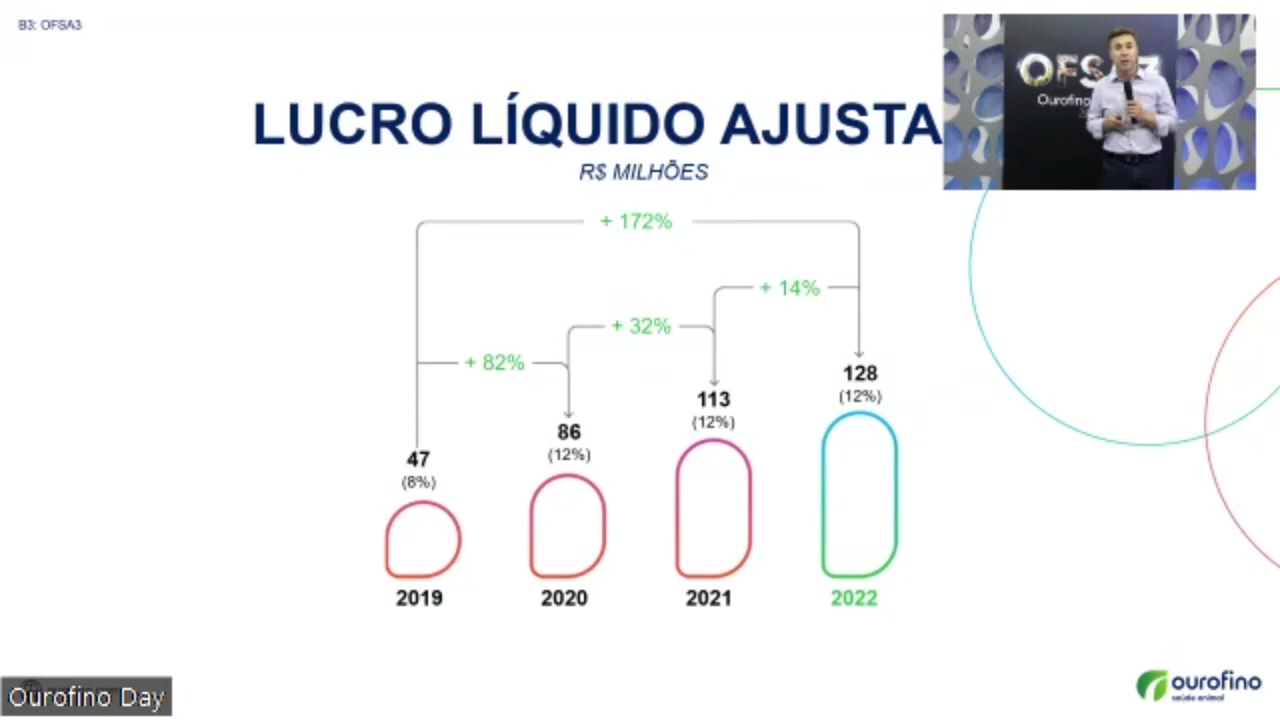 B3: OFSA3
OFSA3
Ourofino
LUCRO LÍQUIDO AJUSTA
R$ MILHÕES
+ 172%
+ 14%
+ 32%
+ 82%
128
(12%)
113
(12%)
86
(12%)
47
(8%)
2019
2020
2021
2022
Ourofino Day
ourofino
saúde animal